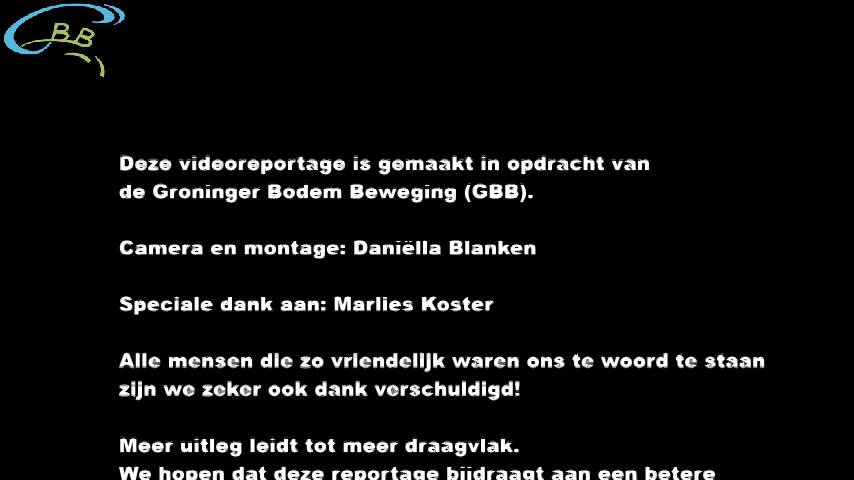 BB
Deze videoreportage is gemaakt in opdracht van
de Groninger Bodem Beweging (GBB).
Camera en montage: Daniëlla Blanken
Speciale dank aan: Marlies Koster
Alle mensen die zo vriendelijk waren ons te woord te staan
zijn we zeker ook dank verschuldigd!
Meer uitleg leidt tot meer draagvlak.
We hopen dat deze reportage bijdraagt aan een betere